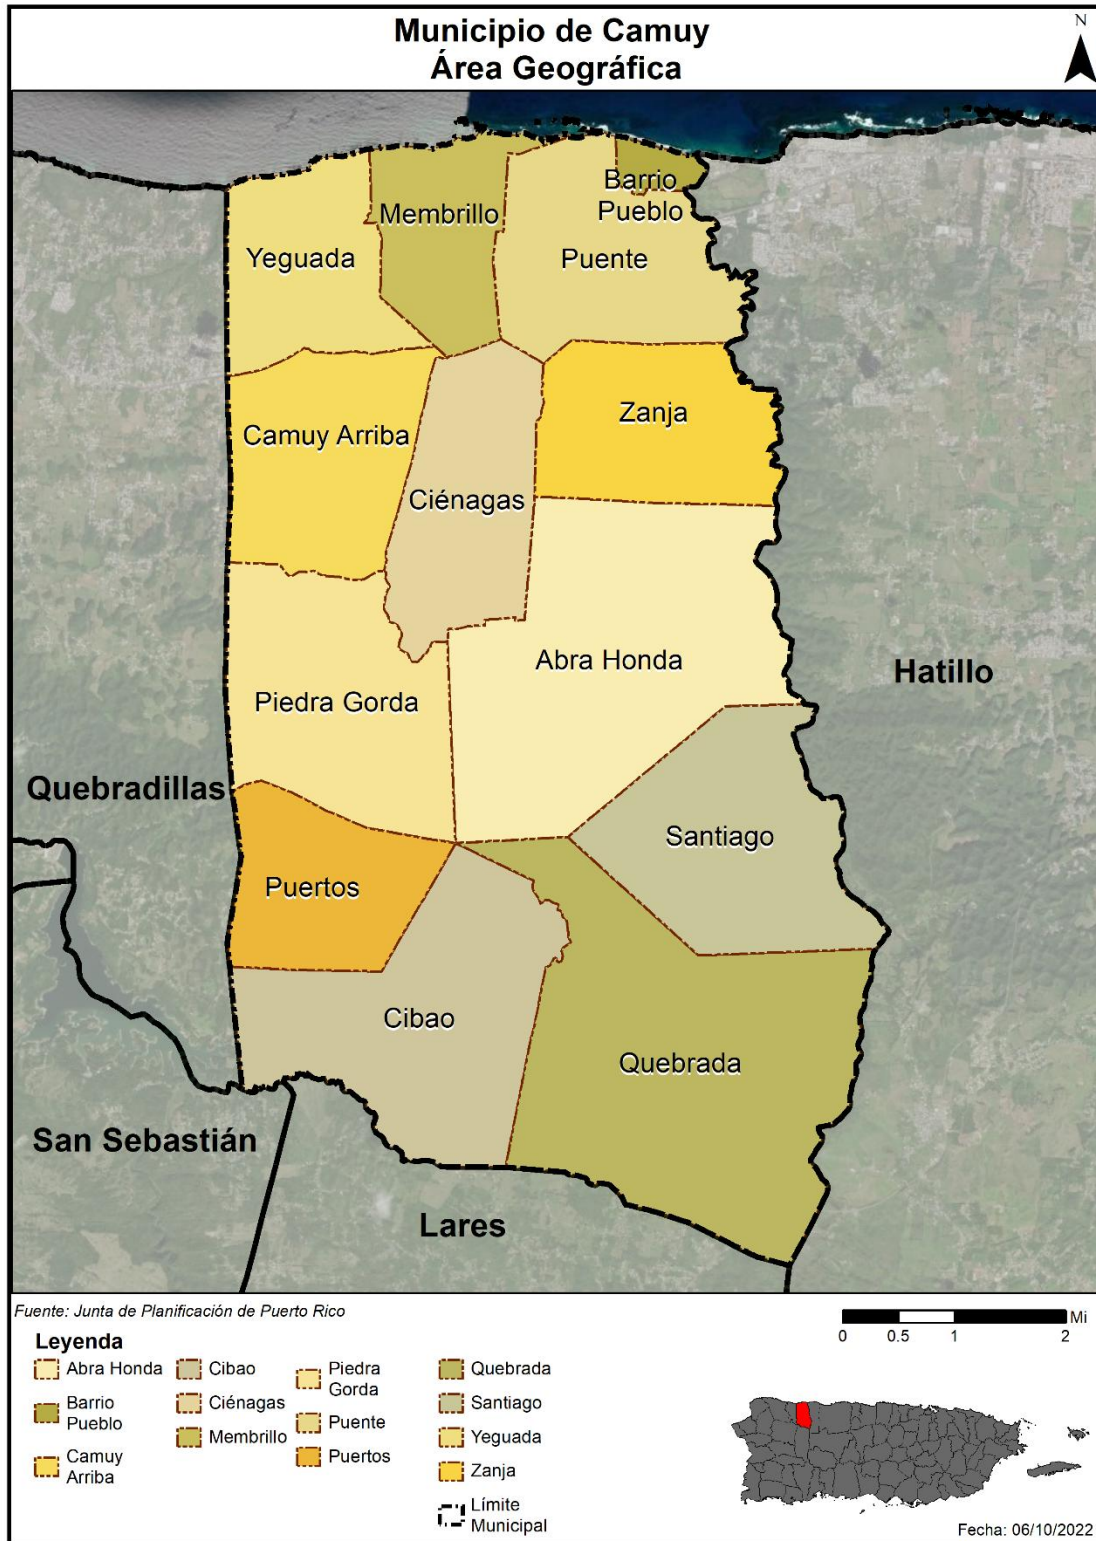 Municipio de Camuy
Área Geográfica
N
Barrio
Pueblo
Membrillo
Yeguada
Puente
Zanja
Camuy Arriba
Ciénagas
Abra Honda
Hatillo
Piedra Gorda
Quebradillas
Santiago
Puertos
Cibao
Quebrada
San Sebastián
Lares
Fuente: Junta de Planificación de Puerto Rico
Leyenda
Abra Honda
Barrio
Pueblo
Camuy
Arriba
Cibao
Ciénagas
Membrillo
Piedra
Gorda
Puente
Puertos
Quebrada
Santiago
Yeguada
Zanja
Límite
Municipal
Mi
0 0.5 1 2
Fecha: 06/10/2022